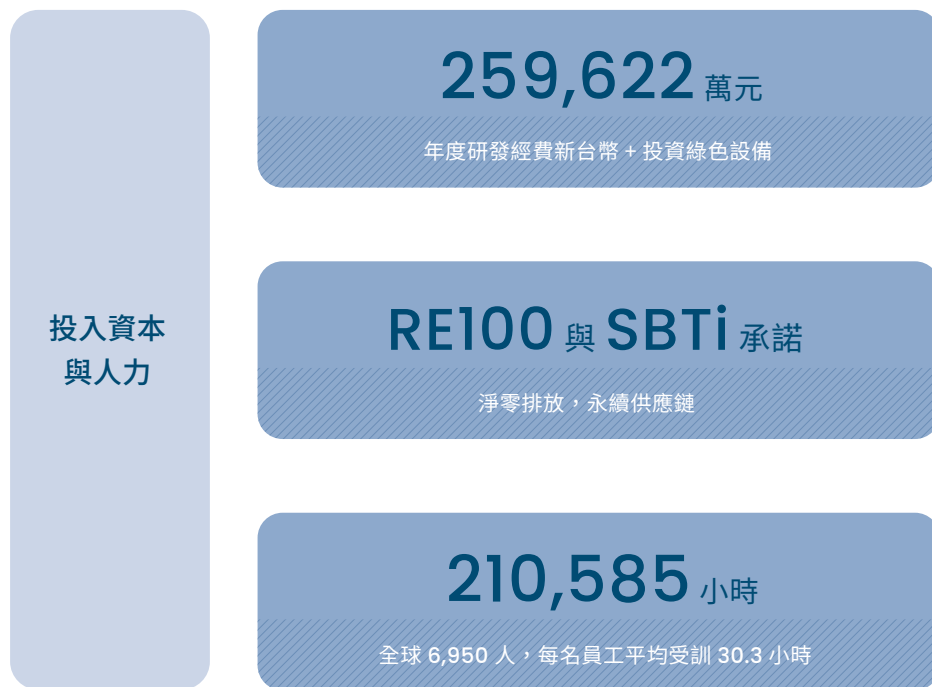 投入資本
與人力
259,622 萬元
年度研發經費新台幣 + 投資綠色設備
RE100 與 SBTi 承諾
淨零排放，永續供應鏈
210,585 小時
全球 6,950 人，每名員工平均受訓 30.3 小時